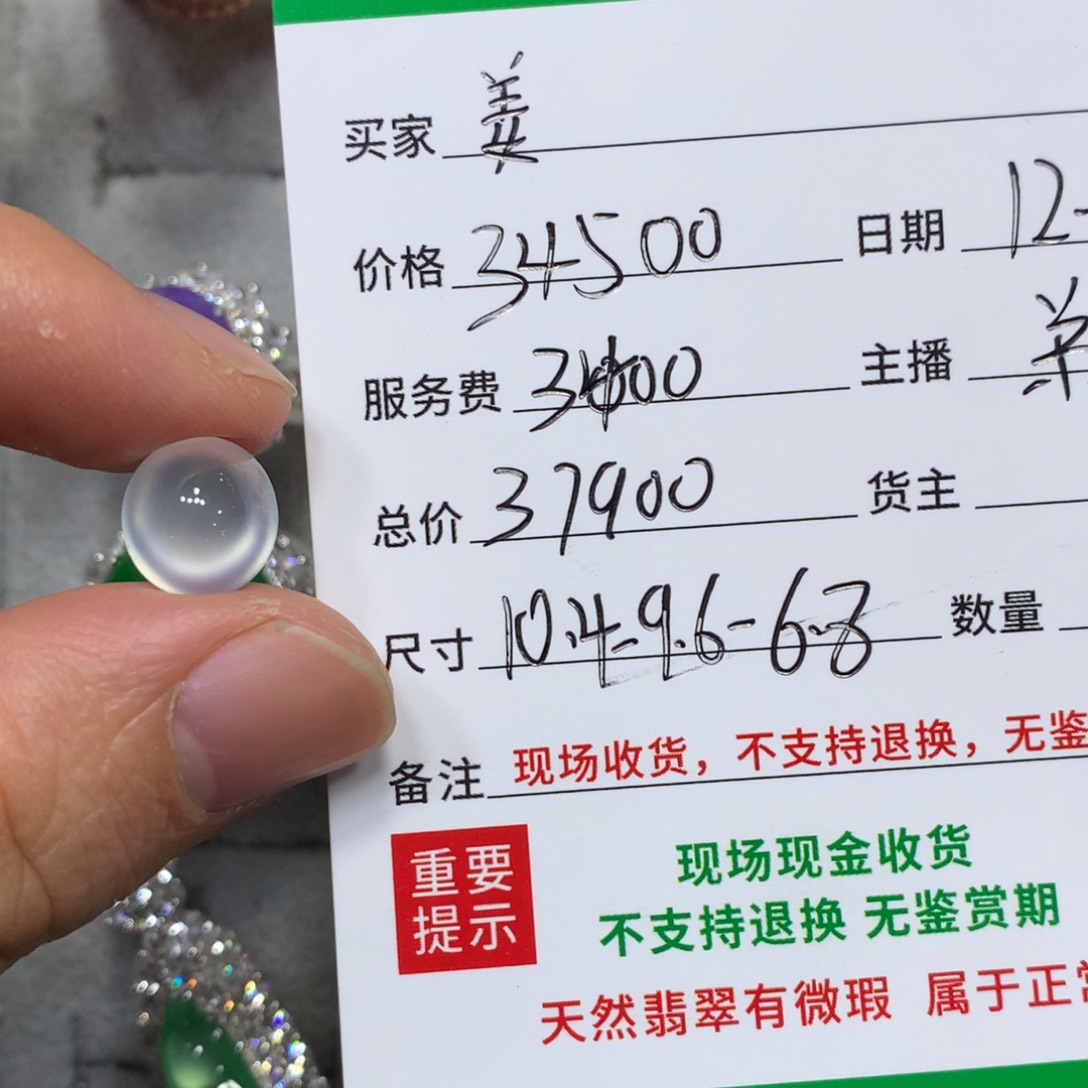 买家 姜
价格 34500 日期 12-
服务费 3400 主播
总价 37900 货主
尺寸 10.4-9.6-6.8 数量
备注 现场收货，不支持退换，无鉴
重要提示
现场现金收货
不支持退换 无鉴赏期
天然翡翠有微瑕 属于正常